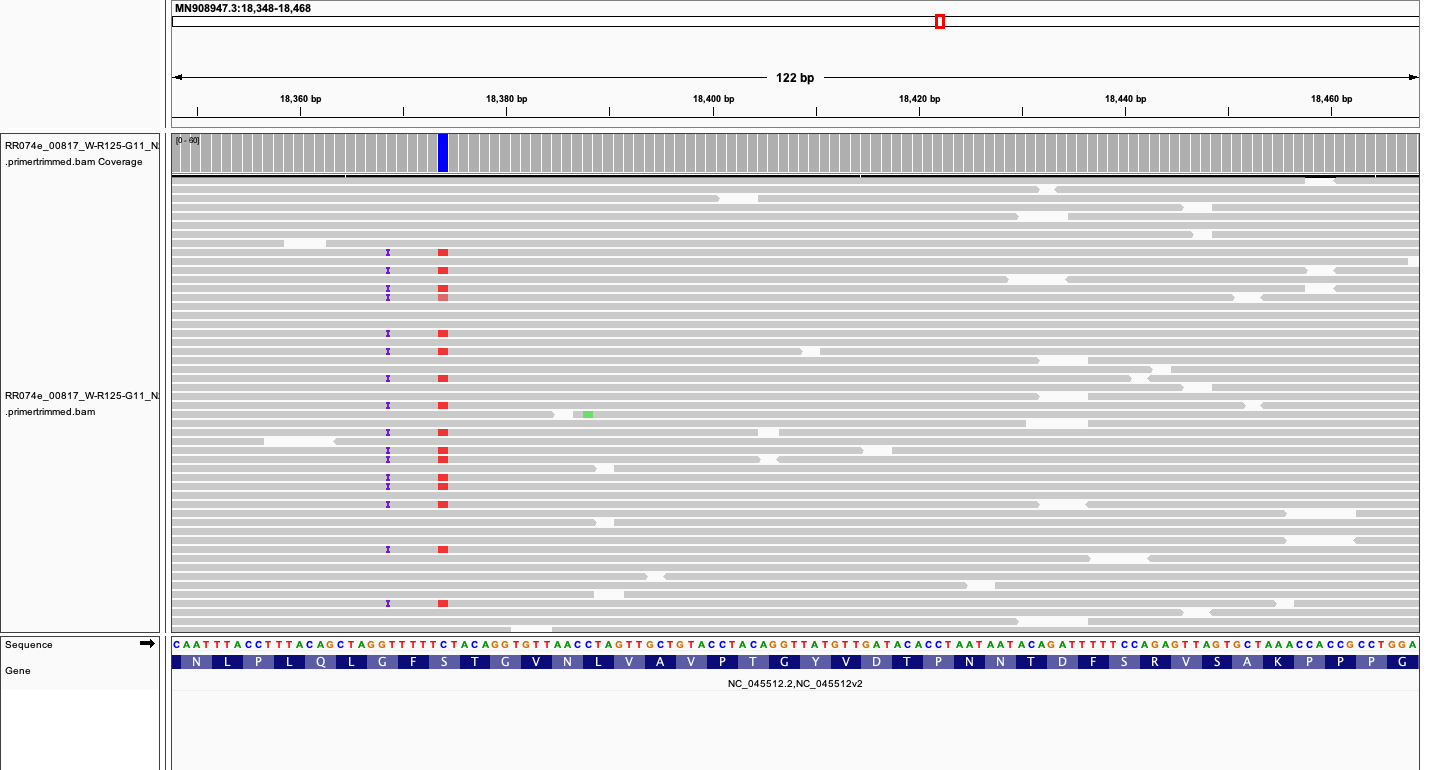 MN908947.3:18,348-18,468
122 bp
18,360 bp 18,380 bp 18,400 bp 18,420 bp 18,440 bp 18,460 bp
RR074e_00817_W-R125-G11_N
.primertrimmed.bam Coverage
[0 - 60]
RR074e_00817_W-R125-G11_N
.primertrimmed.bam
Sequence
CAATTTACCTTTACAGCTAGGTTTTTCTACAGGTGTTAACCTAGTTGCTGTACCTACAGGTTATGTTGATACACCTAATAATACAGATTTTTCCAGAGTTAGTGCTAAACCACCGCCTGGA
Gene
N L P L Q L G F S T G V N L V A V P T G Y V D T P N N T D F S R V S A K P P P G
NC_045512.2,NC_045512v2